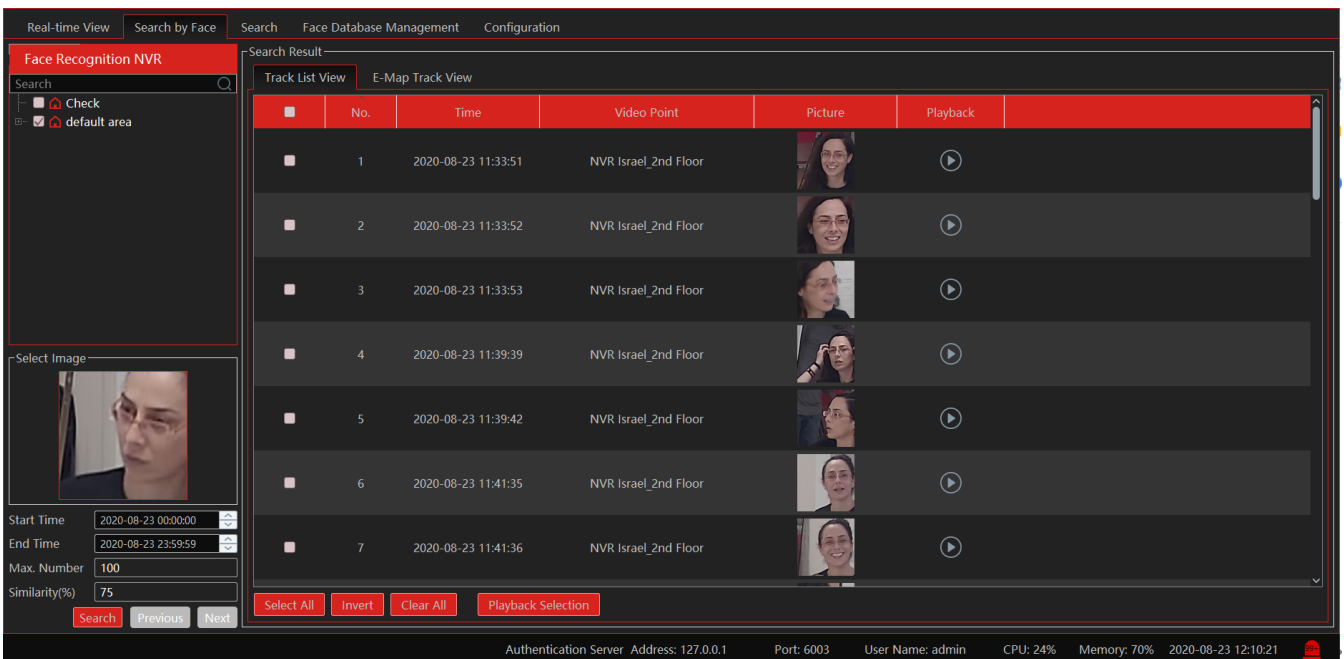 Real-time View Search by Face Search Face Database Management Configuration
Face Recognition NVR
Search
Check
default area
Select Image
Start Time 2020-08-23 00:00:00
End Time 2020-08-23 23:59:59
Max. Number 100
Similarity(%) 75
Search Previous Next
Search Result
Track List View E-Map Track View
No. Time Video Point Picture Playback
1 2020-08-23 11:33:51 NVR Israel_2nd Floor
2 2020-08-23 11:33:52 NVR Israel_2nd Floor
3 2020-08-23 11:33:53 NVR Israel_2nd Floor
4 2020-08-23 11:39:39 NVR Israel_2nd Floor
5 2020-08-23 11:39:42 NVR Israel_2nd Floor
6 2020-08-23 11:41:35 NVR Israel_2nd Floor
7 2020-08-23 11:41:36 NVR Israel_2nd Floor
Select All Invert Clear All Playback Selection
Authentication Server Address: 127.0.0.1 Port: 6003 User Name: admin CPU: 24% Memory: 70% 2020-08-23 12:10:21 99+